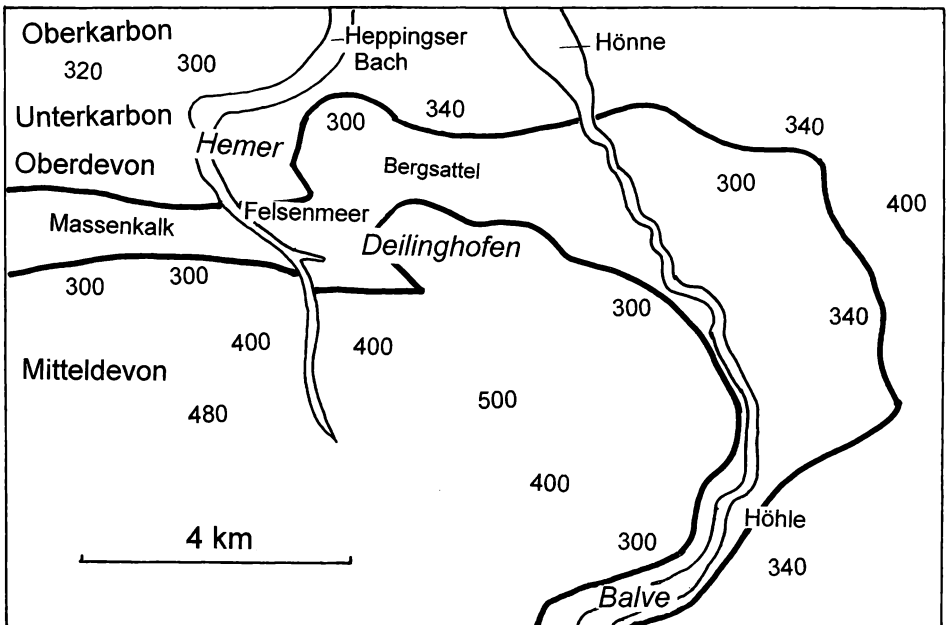 Oberkarbon
320 300
Heppingser
Bach
Hönne
Unterkarbon
300 340
340
Hemer
Oberdevon
Bergsattel
300
400
Massenkalk
Felsenmeer
Deilinghofen
300 300
300
340
400 400
Mitteldevon
480
500
400
4 km
300
Höhle
340
Balve